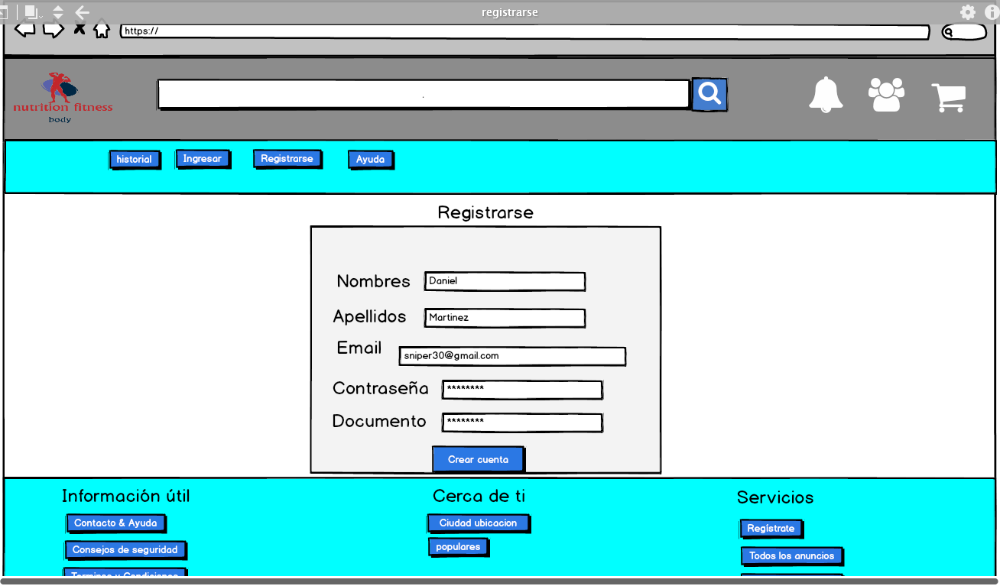 registrarse
https://
nutrition fitness
body
historial
Ingresar
Registrarse
Ayuda
Registrarse
Nombres Daniel
Apellidos Martinez
Email sniper30@gmail.com
Contraseña ********
Documento ********
Crear cuenta
Información útil
Contacto & Ayuda
Consejos de seguridad
Terminos y Condiciones
Cerca de ti
Ciudad ubicacion
populares
Servicios
Regístrate
Todos los anuncios